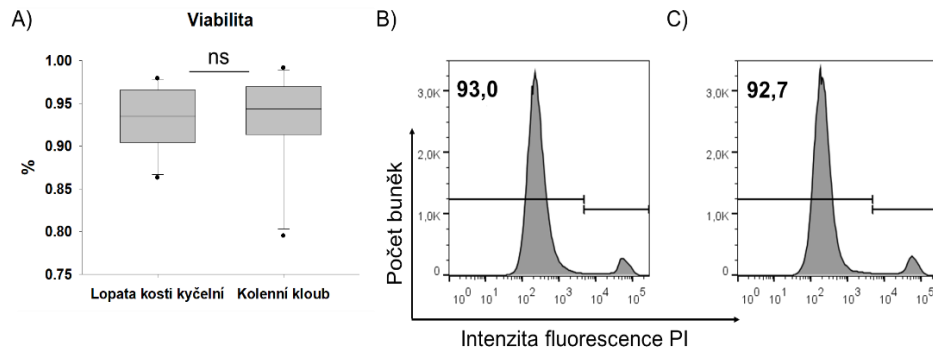 A)
Viabilita
ns
1.00
0.95
0.90
0.85
0.80
0.75
%
Lopata kosti kyčelní
Kolenní kloub
B)
93,0
3,0K
2,0K
1,0K
0
10^0 10^1 10^2 10^3 10^4 10^5
C)
92,7
3,0K
2,0K
1,0K
0
10^0 10^1 10^2 10^3 10^4 10^5
Počet buněk
Intenzita fluorescence PI